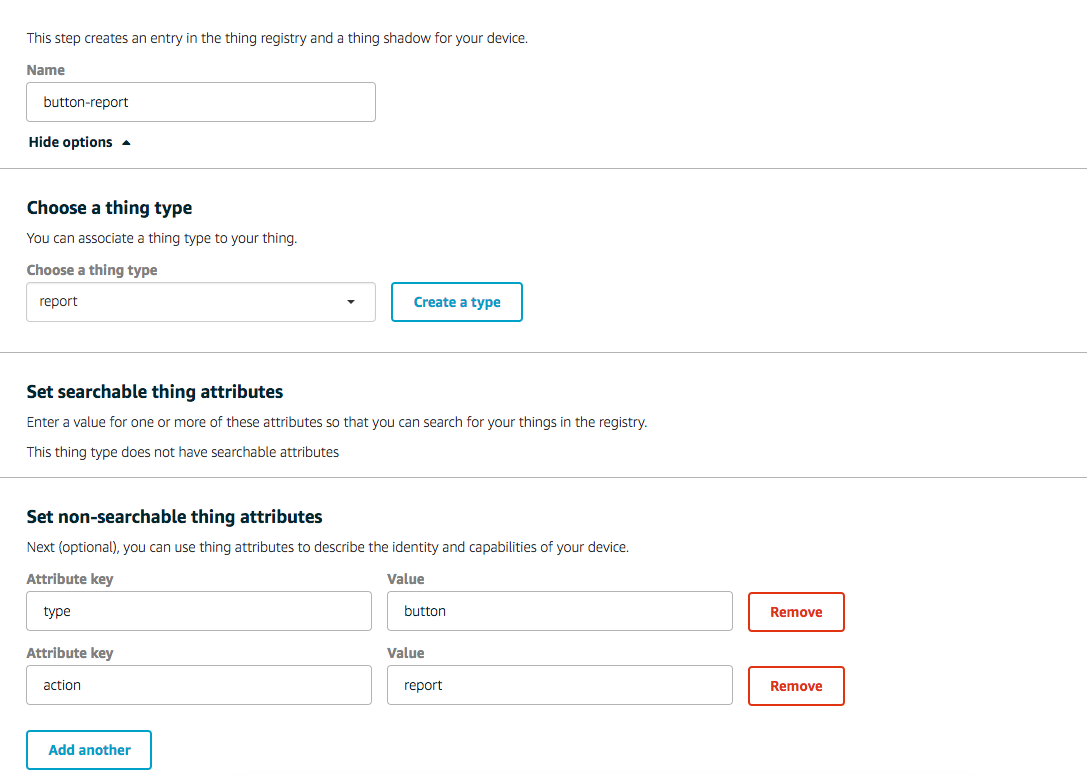 This step creates an entry in the thing registry and a thing shadow for your device.
Name
button-report
Hide options
Choose a thing type
You can associate a thing type to your thing.
Choose a thing type
report
Create a type
Set searchable thing attributes
Enter a value for one or more of these attributes so that you can search for your things in the registry.
This thing type does not have searchable attributes
Set non-searchable thing attributes
Next (optional), you can use thing attributes to describe the identity and capabilities of your device.
Attribute key Value
type button Remove
Attribute key Value
action report Remove
Add another